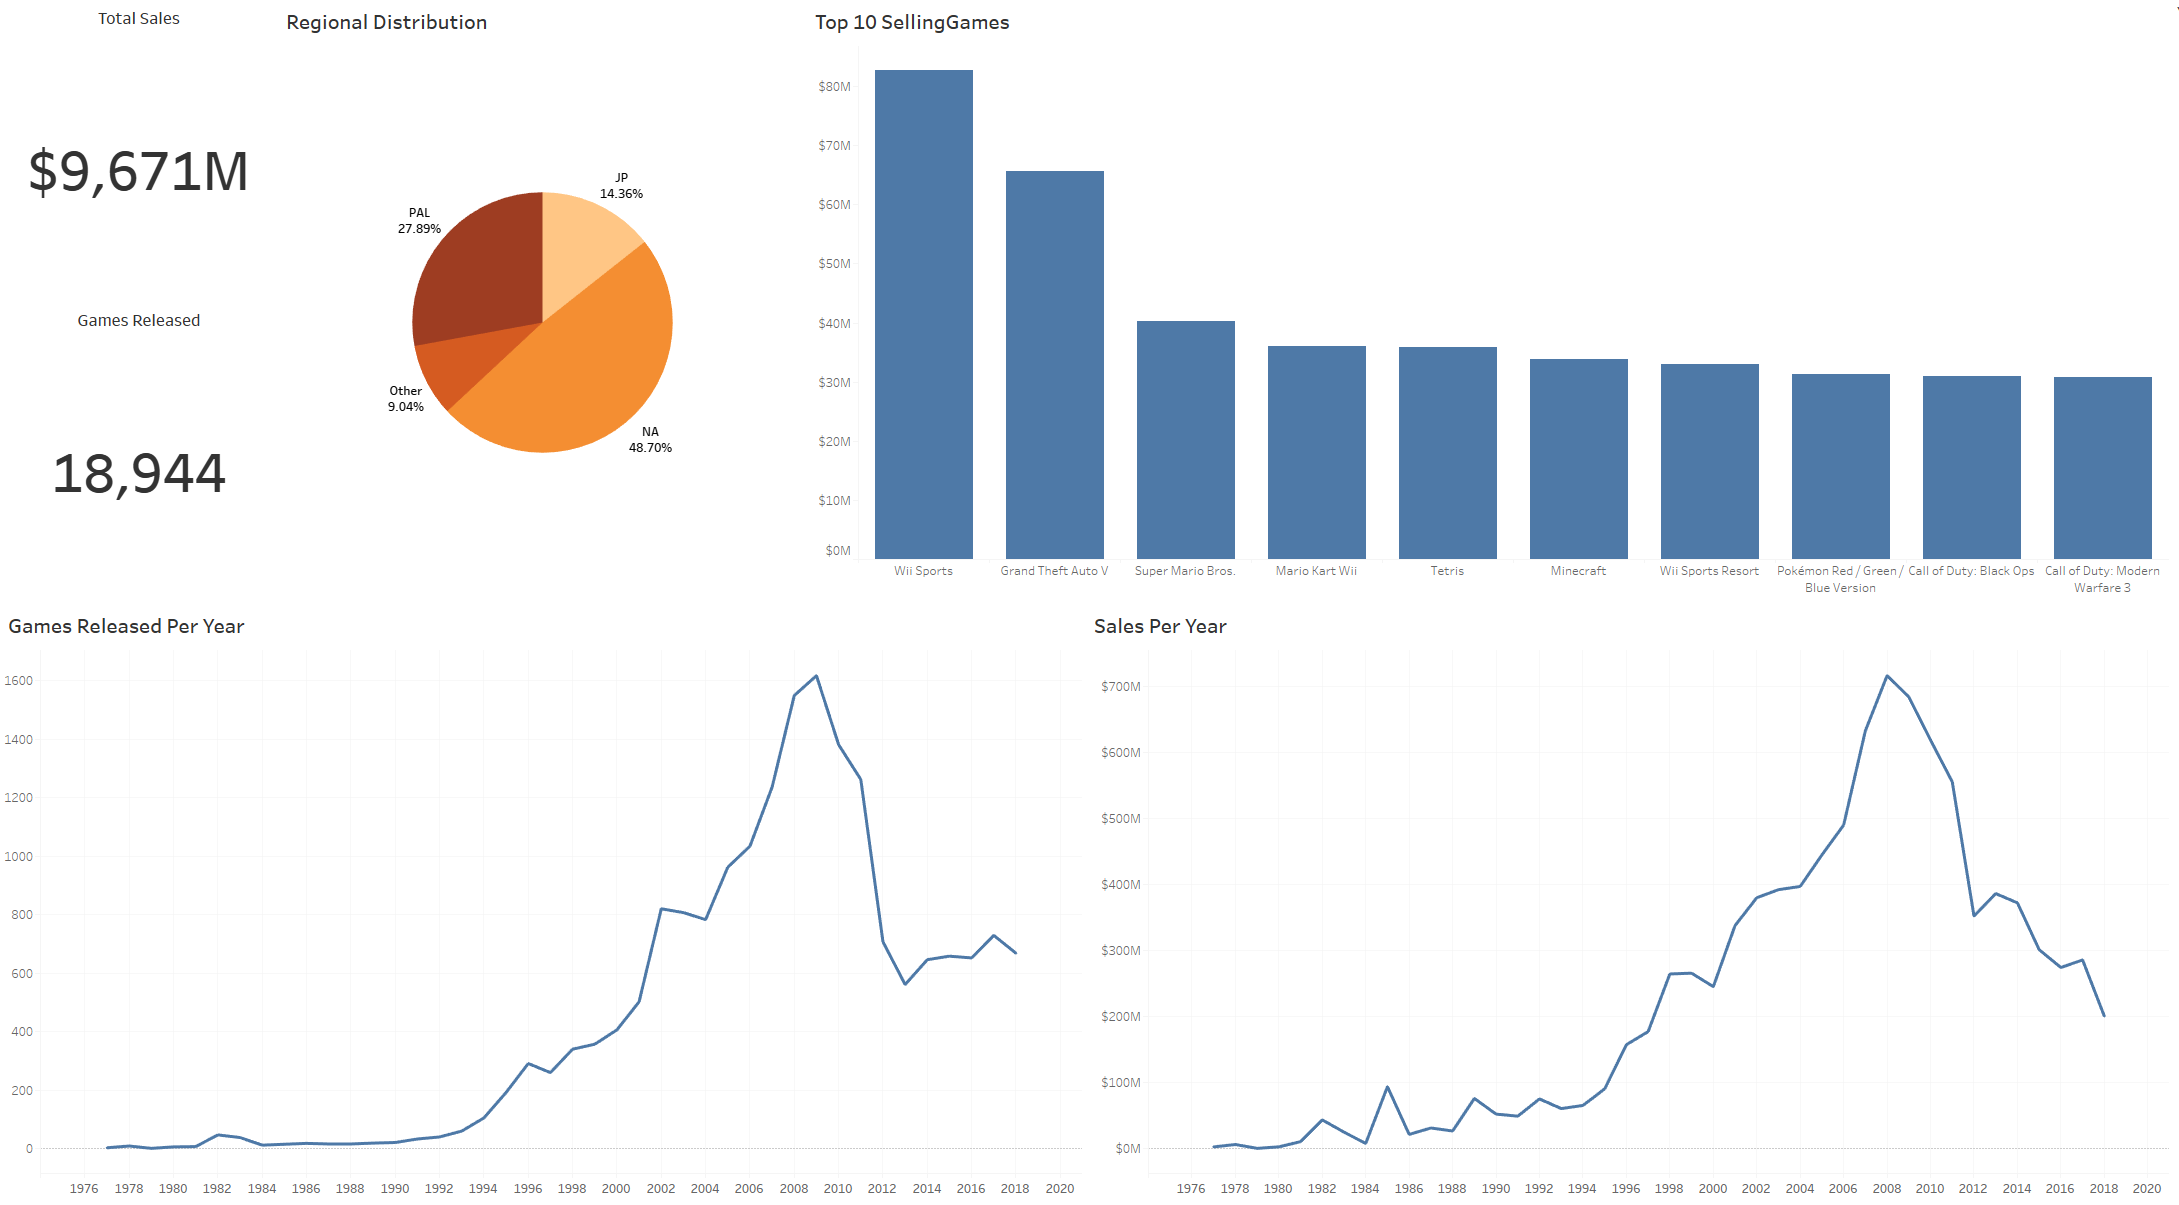 Total Sales
$9,671M
Games Released
18,944
Regional Distribution
JP
14.36%
PAL
27.89%
Other
9.04%
NA
48.70%
Top 10 SellingGames
$80M
$70M
$60M
$50M
$40M
$30M
$20M
$10M
$0M
Wii Sports
Grand Theft Auto V
Super Mario Bros.
Mario Kart Wii
Tetris
Minecraft
Wii Sports Resort
Pokémon Red / Green /
Blue Version
Call of Duty: Black Ops
Call of Duty: Modern
Warfare 3
Games Released Per Year
1600
1400
1200
1000
800
600
400
200
0
1976 1978 1980 1982 1984 1986 1988 1990 1992 1994 1996 1998 2000 2002 2004 2006 2008 2010 2012 2014 2016 2018 2020
Sales Per Year
$700M
$600M
$500M
$400M
$300M
$200M
$100M
$0M
1976 1978 1980 1982 1984 1986 1988 1990 1992 1994 1996 1998 2000 2002 2004 2006 2008 2010 2012 2014 2016 2018 2020